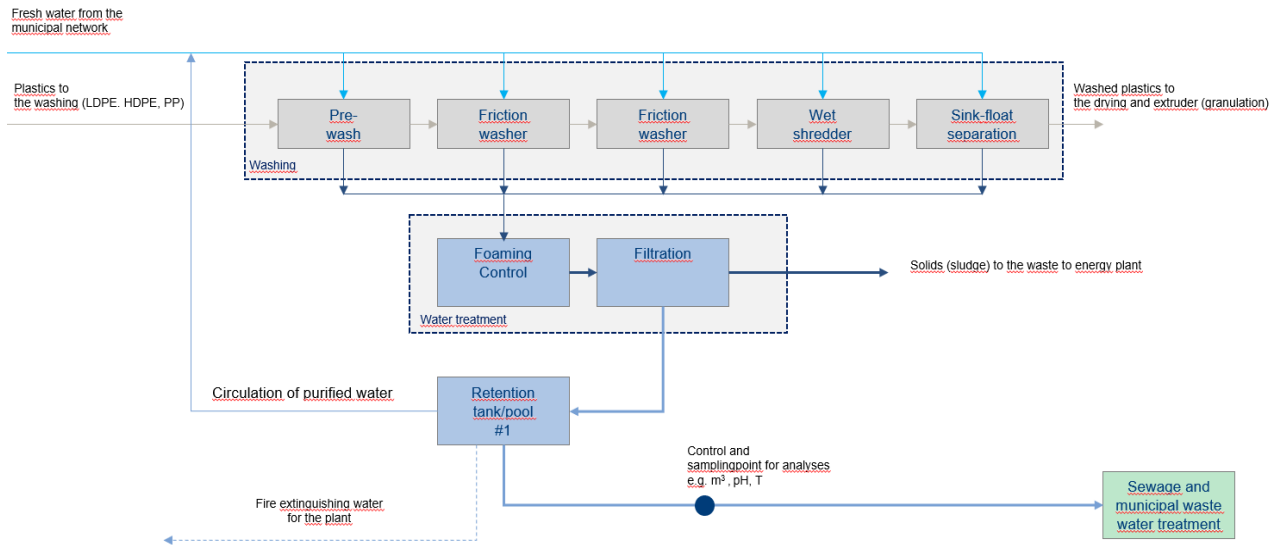 Fresh water from the
municipal network
Plastics to
the washing (LDPE. HDPE, PP)
Washed plastics to
the drying and extruder (granulation)
Pre-
wash
Friction
washer
Friction
washer
Wet
shredder
Sink-float
separation
Washing
Foaming
Control
Filtration
Solids (sludge) to the waste to energy plant
Water treatment
Circulation of purified water
Retention
tank/pool
#1
Control and
samplingpoint for analyses
e.g. m³ , pH, T
Fire extinguishing water
for the plant
Sewage and
municipal waste
water treatment